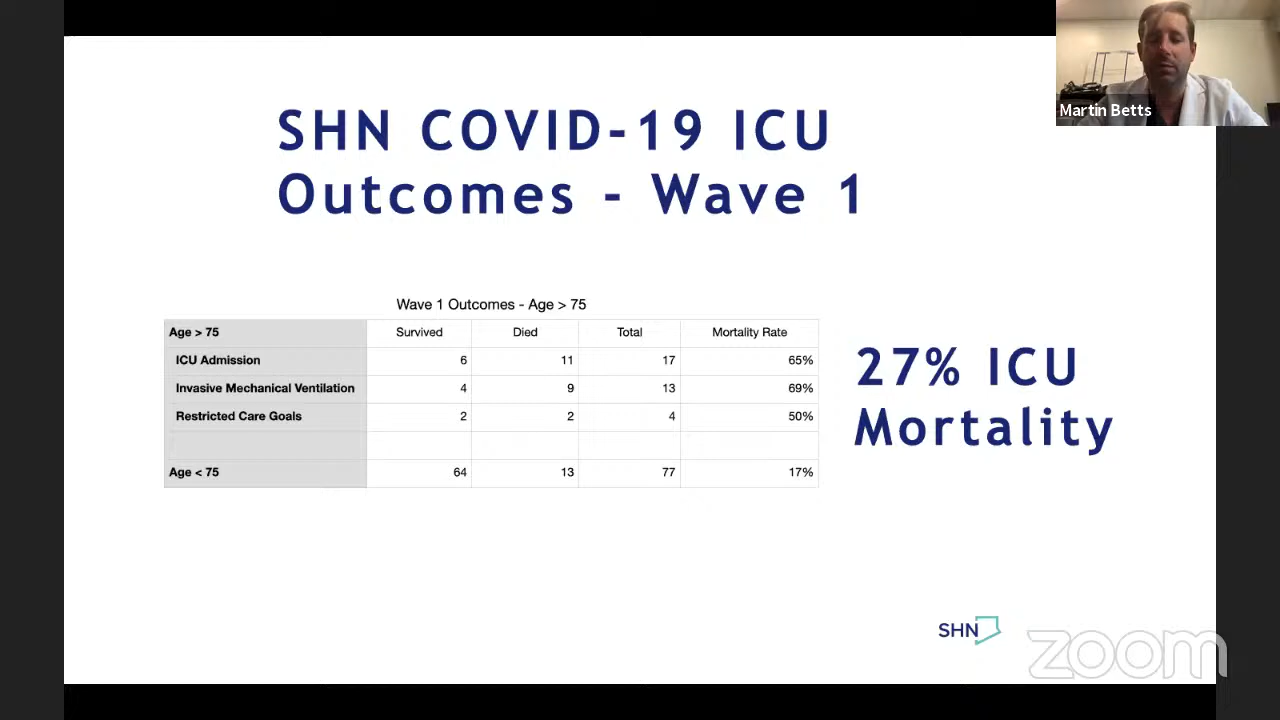 Martin Betts
SHN COVID-19 ICU
Outcomes - Wave 1
Wave 1 Outcomes - Age > 75
Age > 75 Survived Died Total Mortality Rate
ICU Admission 6 11 17 65%
Invasive Mechanical Ventilation 4 9 13 69%
Restricted Care Goals 2 2 4 50%
Age < 75 64 13 77 17%
27% ICU
Mortality
SHN
zoom